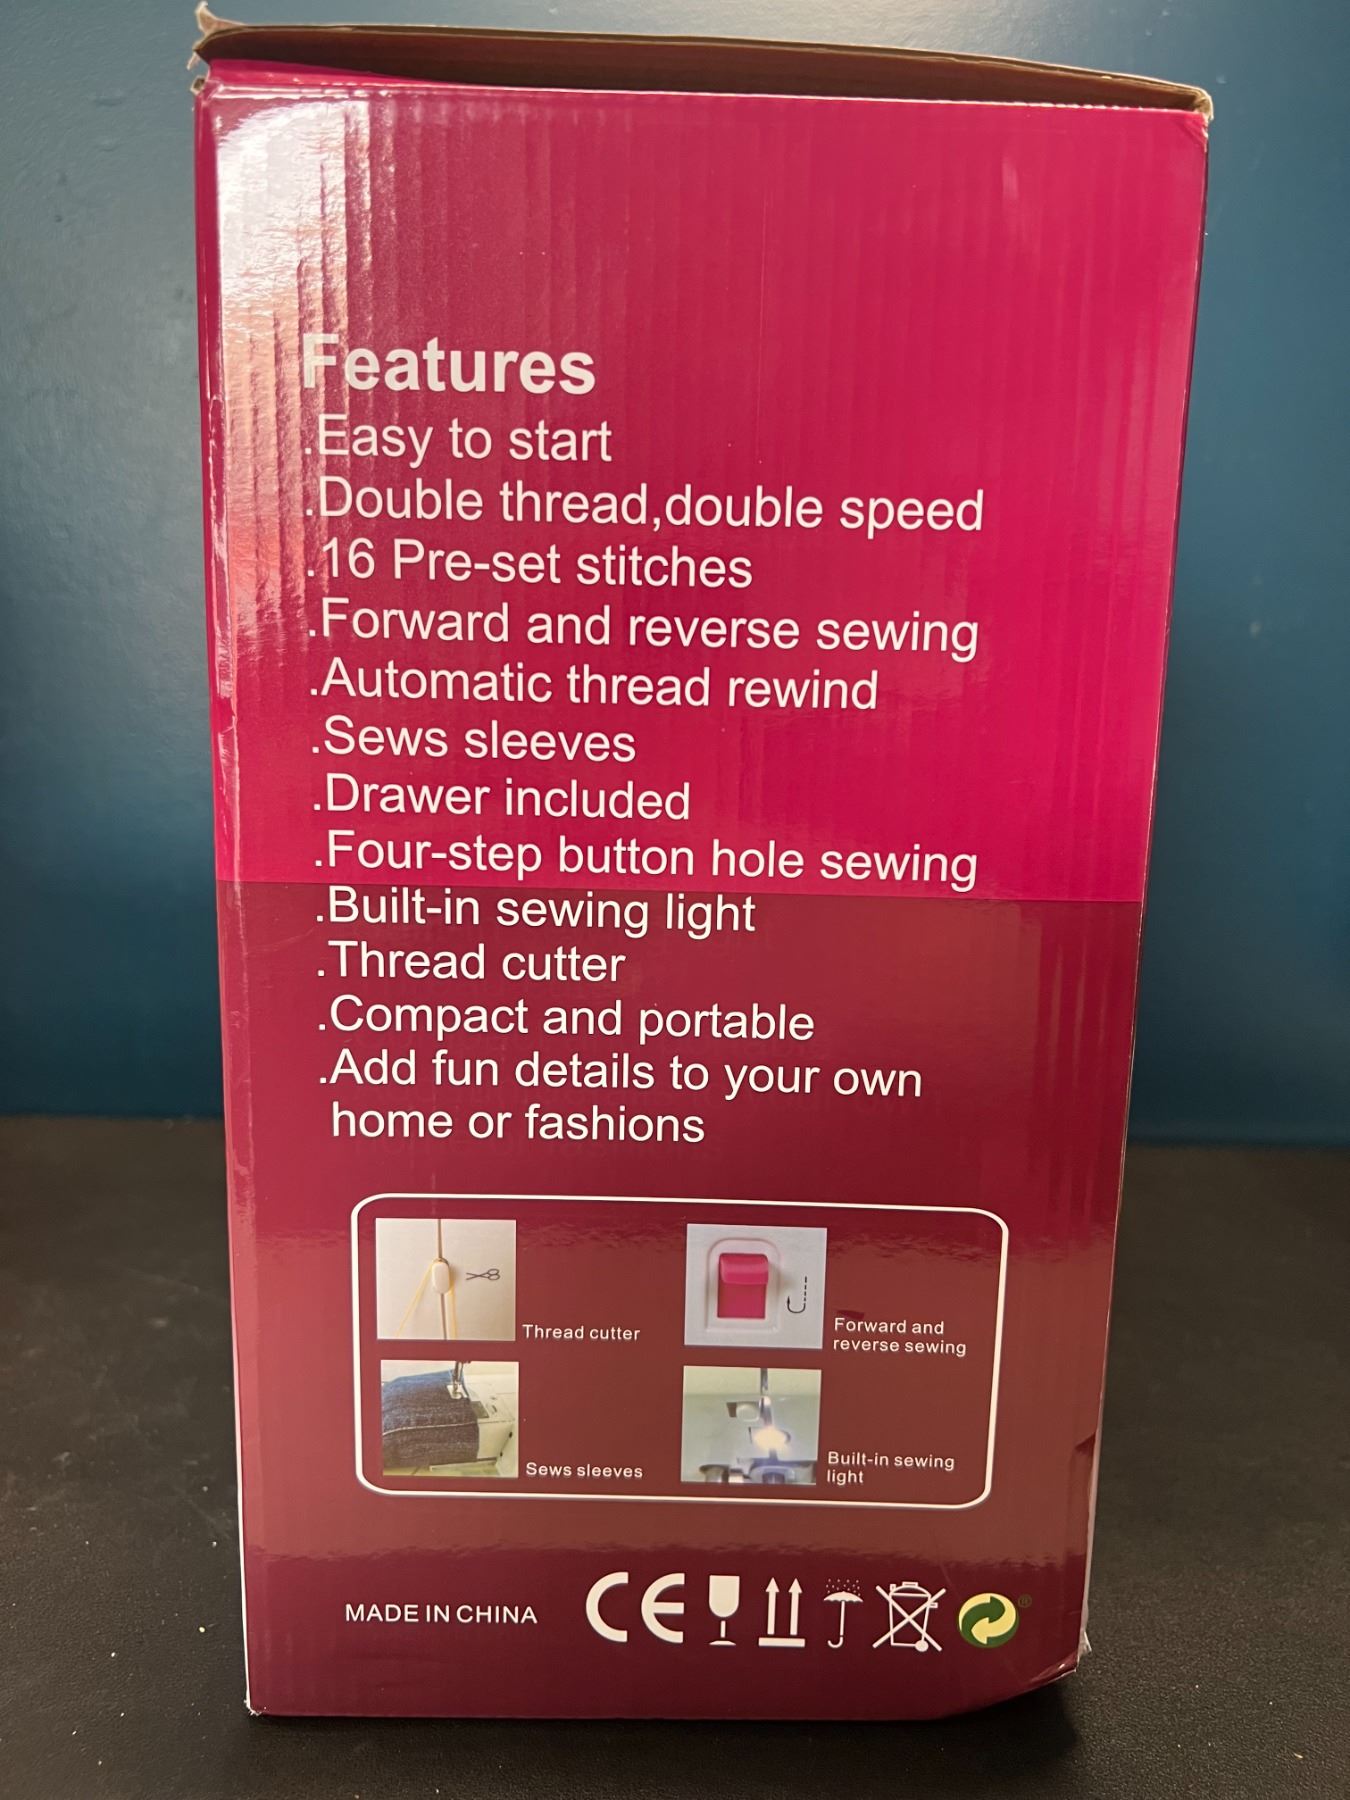 Features
.Easy to start
.Double thread,double speed
.16 Pre-set stitches
.Forward and reverse sewing
.Automatic thread rewind
.Sews sleeves
.Drawer included
.Four-step button hole sewing
.Built-in sewing light
.Thread cutter
.Compact and portable
.Add fun details to your own
home or fashions
Thread cutter
Forward and
reverse sewing
Sews sleeves
Built-in sewing
light
MADE IN CHINA
CE
®